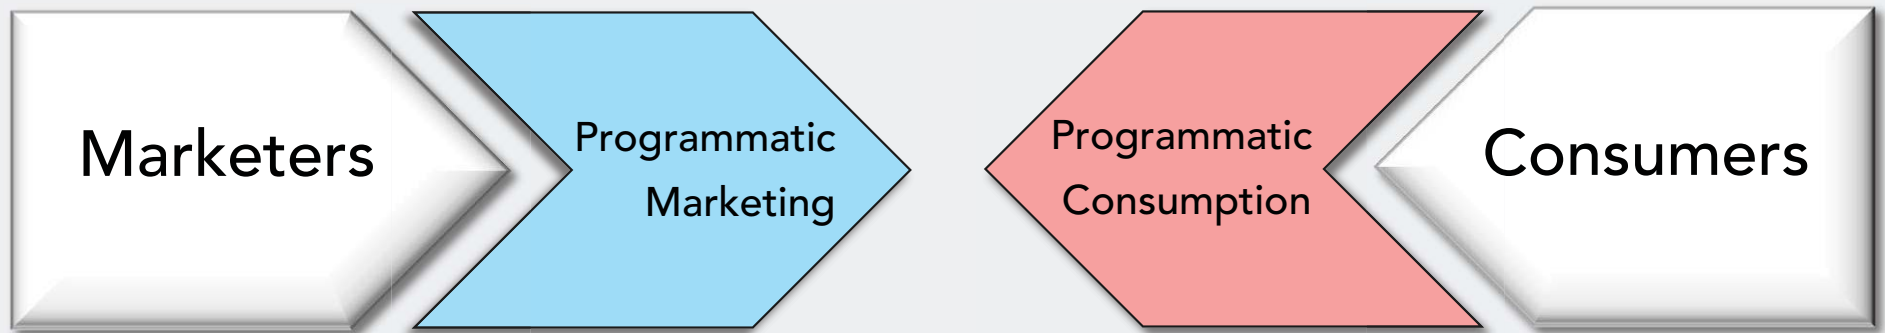 Marketers
Programmatic
Marketing
Programmatic
Consumption
Consumers